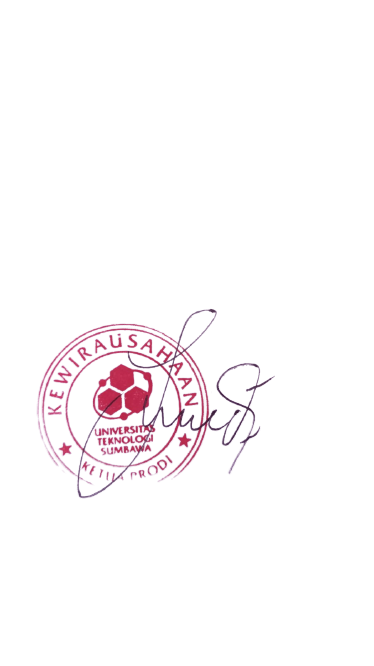 KEWIRAUSAHAAN
UNIVERSITAS
TEKNOLOGI
SUMBAWA
KETUA PRODI